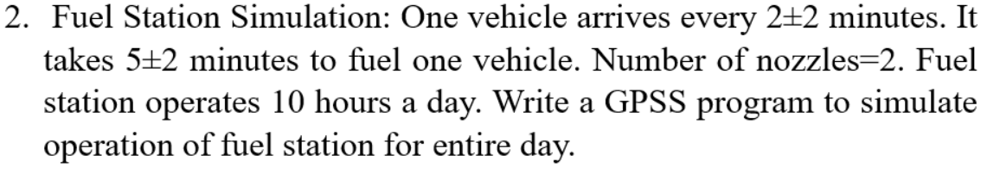 2. Fuel Station Simulation: One vehicle arrives every 2±2 minutes. It
takes 5±2 minutes to fuel one vehicle. Number of nozzles=2. Fuel
station operates 10 hours a day. Write a GPSS program to simulate
operation of fuel station for entire day.